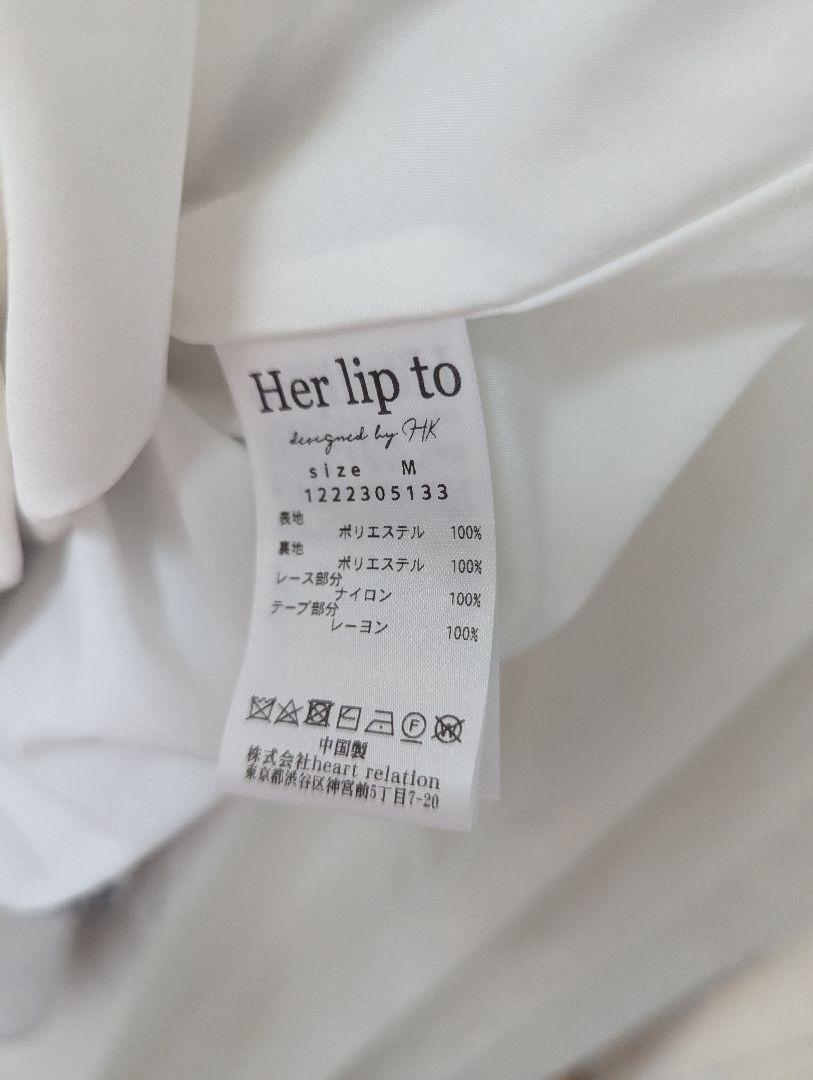 Her lip to
designed by HK
size M
1222305133
表地
ポリエステル 100%
裏地
ポリエステル 100%
レース部分
ナイロン 100%
テープ部分
レーヨン 100%
F
W
中国製
株式会社heart relation
東京都渋谷区神宮前5丁目7-20